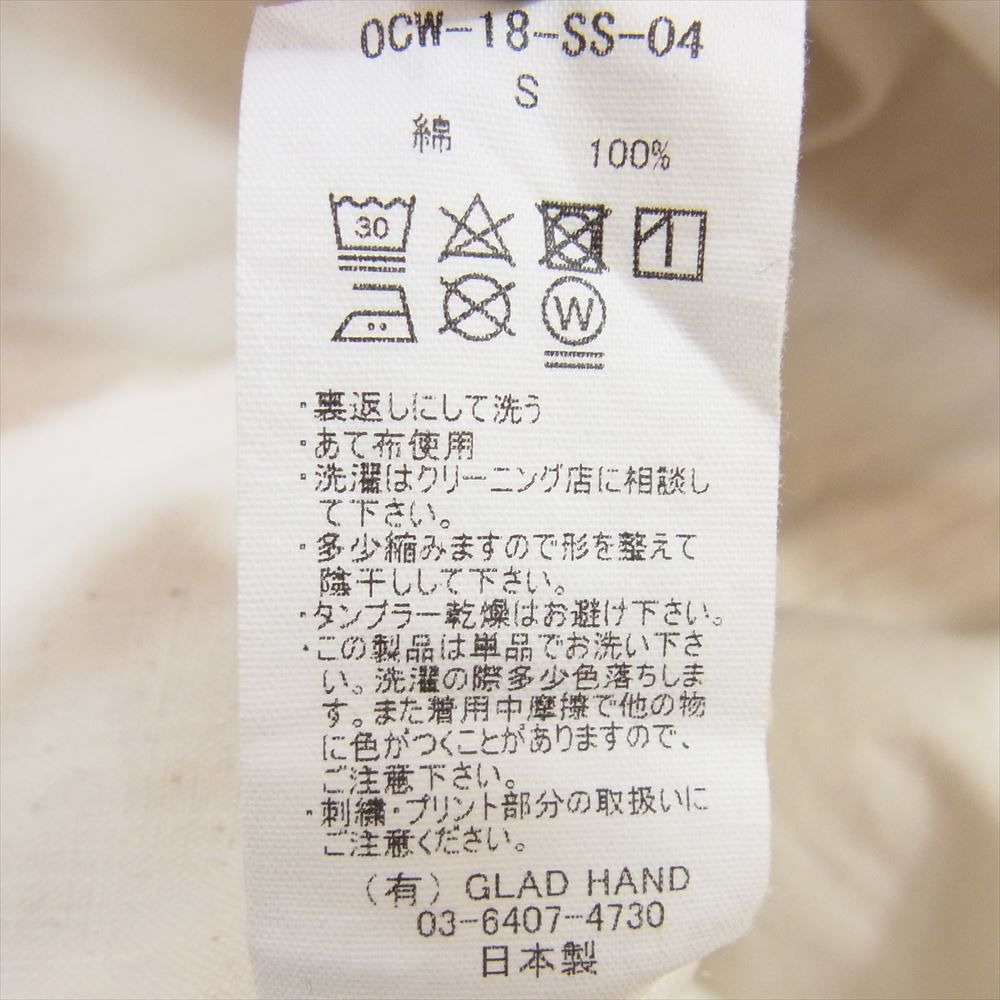 OCW-18-SS-04
S
綿 100%
30
W
・裏返しにして洗う
・あて布使用
・洗濯はクリーニング店に相談し
て下さい。
・多少縮みますので形を整えて
陰干しして下さい。
・タンブラー乾燥はお避け下さい。
・この製品は単品でお洗い下さ
い。洗濯の際多少色落ちしま
す。また着用中摩擦で他の物
に色がつくことがありますので、
ご注意下さい。
・刺繍・プリント部分の取扱いに
ご注意ください。
（有）GLAD HAND
03-6407-4730
日本製